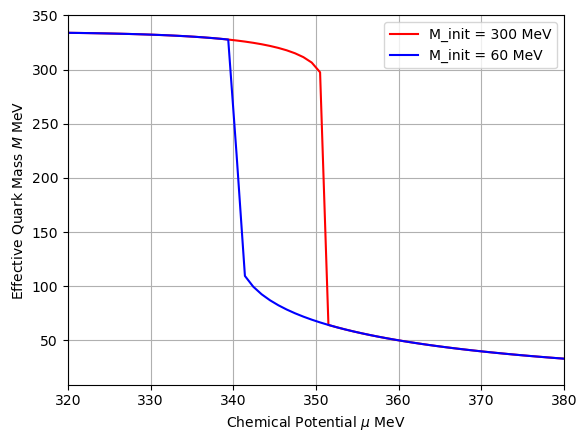 350
300
250
200
150
100
50
Effective Quark Mass M MeV
M_init = 300 MeV
M_init = 60 MeV
320 330 340 350 360 370 380
Chemical Potential μ MeV